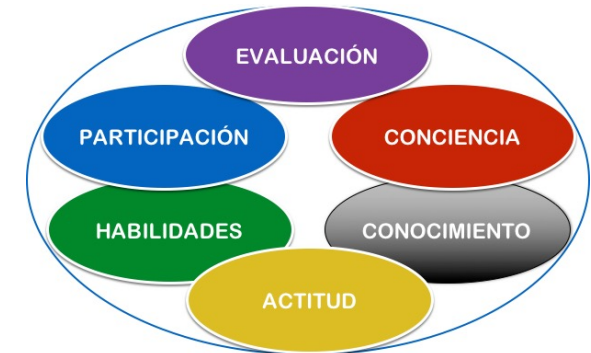 EVALUACIÓN
PARTICIPACIÓN
CONCIENCIA
HABILIDADES
CONOCIMIENTO
ACTITUD